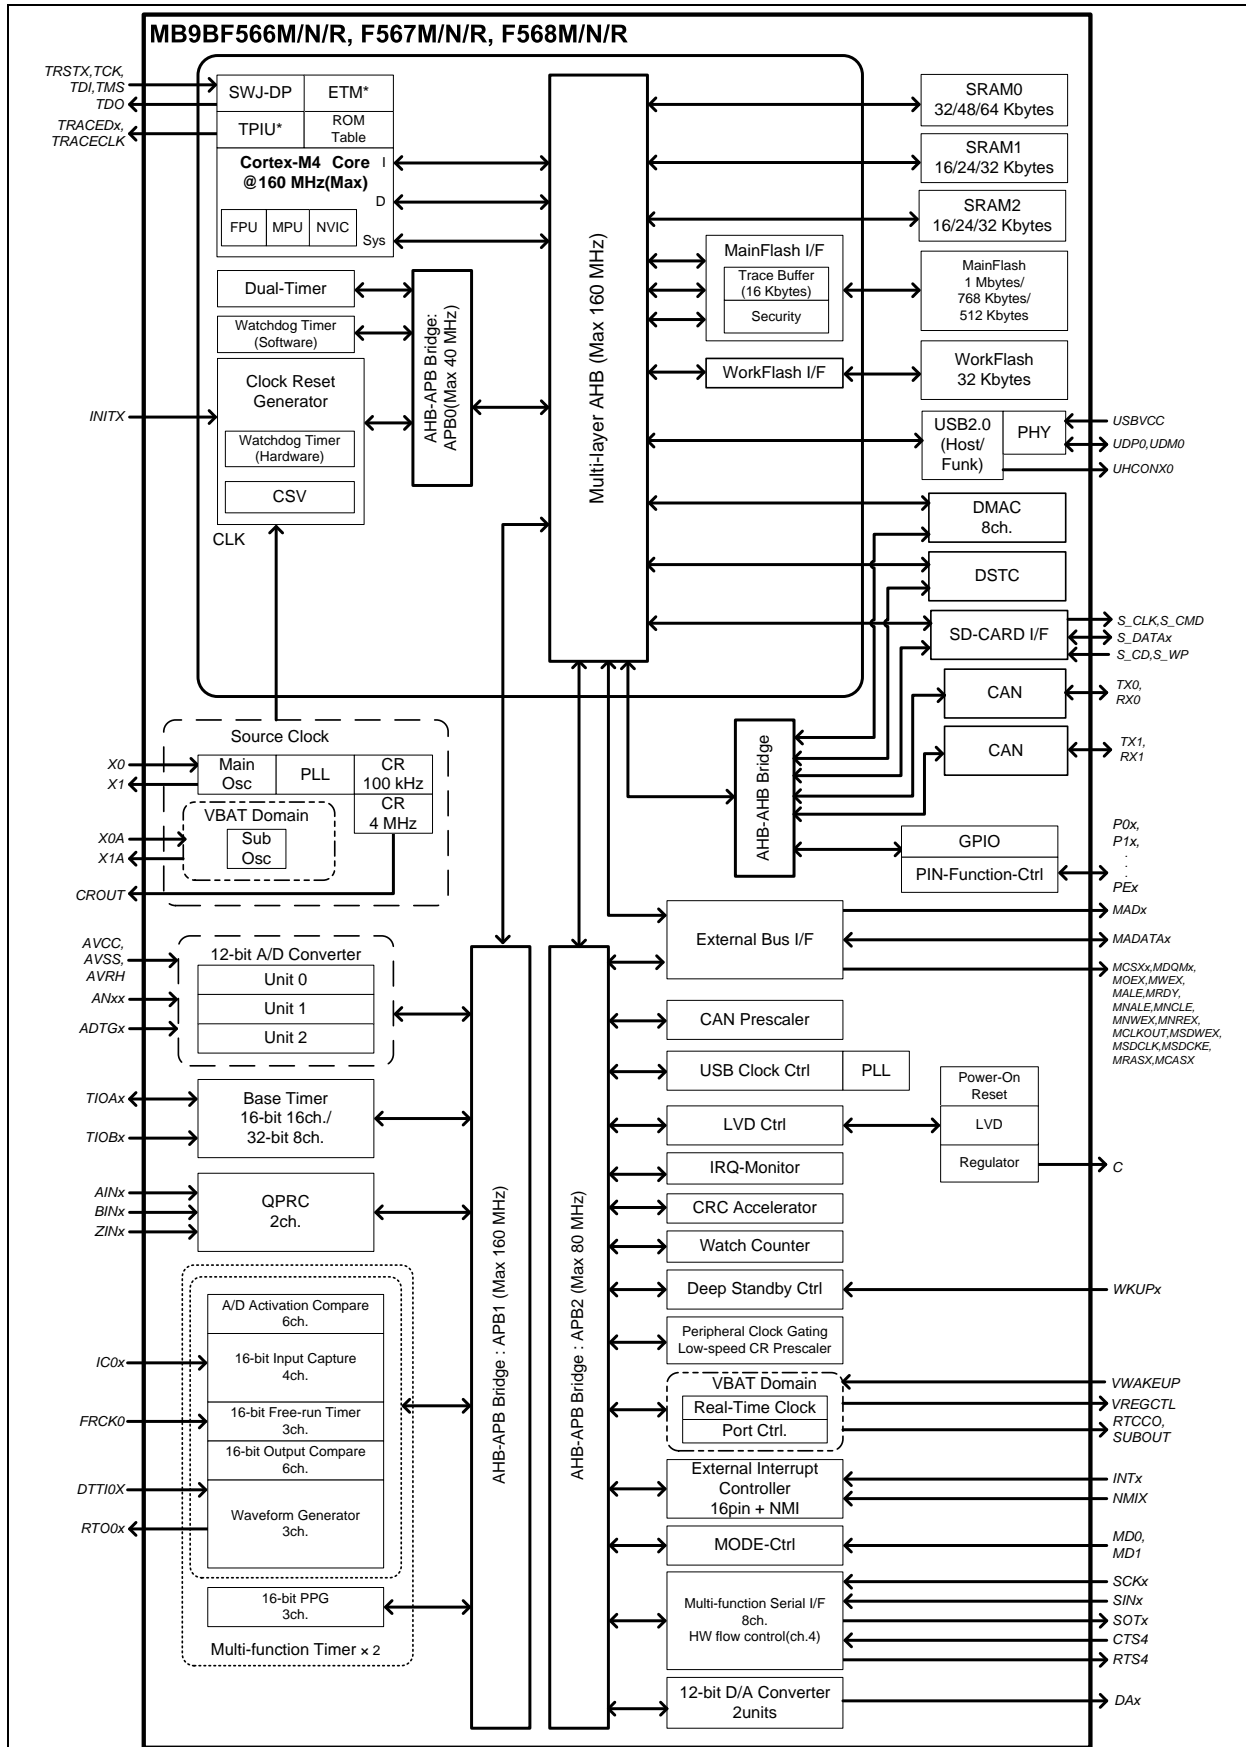 MB9BF566M/N/R, F567M/N/R, F568M/N/R
TRSTX,TCK,
TDI,TMS
TDO
TRACEDx,
TRACECLK
SWJ-DP
ETM*
TPIU*
ROM
Table
Cortex-M4 Core
@160 MHz(Max)
I
D
Sys
FPU
MPU
NVIC
Dual-Timer
Watchdog Timer
(Software)
Clock Reset
Generator
Watchdog Timer
(Hardware)
CSV
CLK
INITX
AHB-APB Bridge:
APB0(Max 40 MHz)
Multi-layer AHB (Max 160 MHz)
SRAM0
32/48/64 Kbytes
SRAM1
16/24/32 Kbytes
SRAM2
16/24/32 Kbytes
MainFlash I/F
Trace Buffer
(16 Kbytes)
Security
MainFlash
1 Mbytes/
768 Kbytes/
512 Kbytes
WorkFlash I/F
WorkFlash
32 Kbytes
USB2.0
(Host/
Funk)
PHY
USBVCC
UDP0,UDM0
UHCONX0
DMAC
8ch.
DSTC
SD-CARD I/F
S_CLK,S_CMD
S_DATAx
S_CD,S_WP
CAN
TX0,
RX0
CAN
TX1,
RX1
AHB-AHB Bridge
GPIO
PIN-Function-Ctrl
P0x,
P1x,
.
.
PEx
Source Clock
X0
X1
Main
Osc
PLL
CR
100 kHz
CR
4 MHz
VBAT Domain
Sub
Osc
X0A
X1A
CROUT
External Bus I/F
MADx
MADATAx
MCSXx,MDQMx,
MOEX,MWEX,
MALE,MRDY,
MNALE,MNCLE,
MNWEX,MNREX,
MCLKOUT,MSDWEX,
MSDCLK,MSDCKE,
MRASX,MCASX
AVCC,
AVSS,
AVRH
ANxx
ADTGx
12-bit A/D Converter
Unit 0
Unit 1
Unit 2
CAN Prescaler
USB Clock Ctrl
PLL
Power-On
Reset
LVD
Regulator
C
LVD Ctrl
TIOAx
TIOBx
Base Timer
16-bit 16ch./
32-bit 8ch.
IRQ-Monitor
AINx
BINx
ZINx
QPRC
2ch.
CRC Accelerator
Watch Counter
Deep Standby Ctrl
WKUPx
AHB-APB Bridge : APB1 (Max 160 MHz)
AHB-APB Bridge : APB2 (Max 80 MHz)
A/D Activation Compare
6ch.
16-bit Input Capture
4ch.
16-bit Free-run Timer
3ch.
16-bit Output Compare
6ch.
Waveform Generator
3ch.
16-bit PPG
3ch.
Multi-function Timer × 2
IC0x
FRCK0
DTTI0X
RTO0x
Peripheral Clock Gating
Low-speed CR Prescaler
VBAT Domain
Real-Time Clock
Port Ctrl.
VWAKEUP
VREGCTL
RTCCO,
SUBOUT
External Interrupt
Controller
16pin + NMI
INTx
NMIX
MODE-Ctrl
MD0,
MD1
Multi-function Serial I/F
8ch.
HW flow control(ch.4)
SCKx
SINx
SOTx
CTS4
RTS4
12-bit D/A Converter
2units
DAx